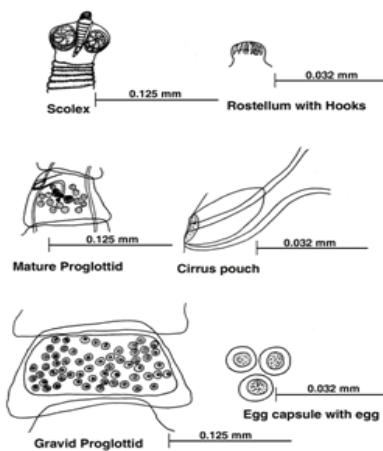 0.125 mm
Scolex
0.032 mm
Rostellum with Hooks
0.125 mm
Mature Proglottid
0.032 mm
Cirrus pouch
0.125 mm
Gravid Proglottid
0.032 mm
Egg capsule with egg